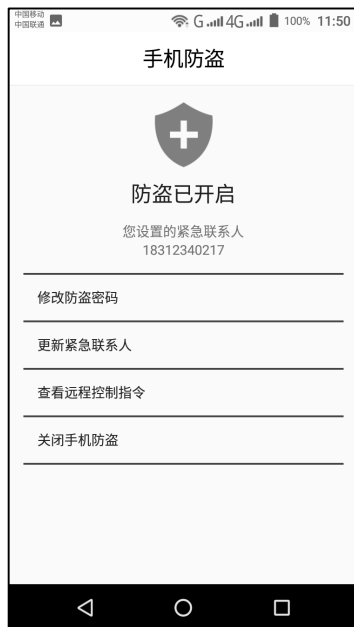 中国移动
中国联通
G 4G 100% 11:50
手机防盗
防盗已开启
您设置的紧急联系人
18312340217
修改防盗密码
更新紧急联系人
查看远程控制指令
关闭手机防盗